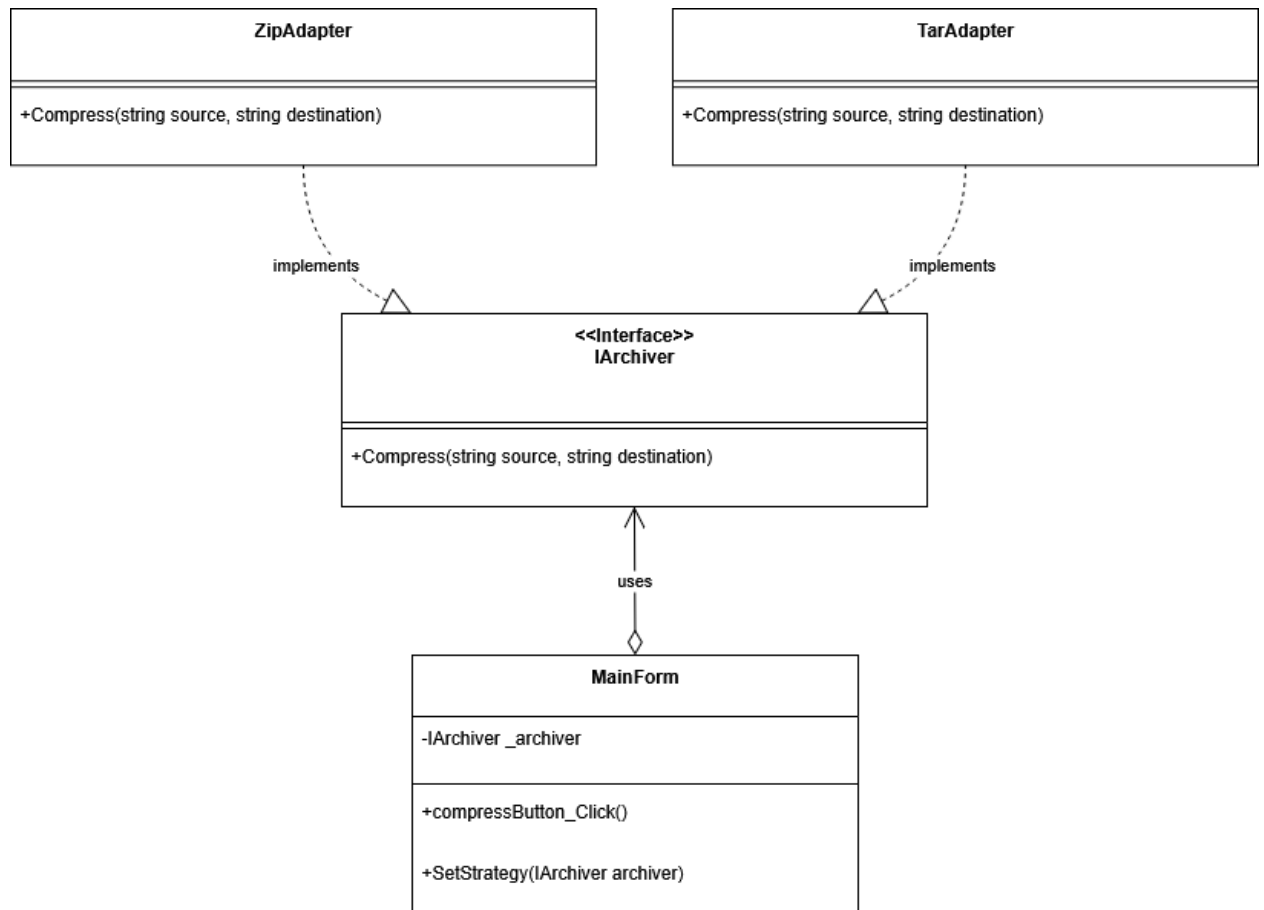 ZipAdapter
+Compress(string source, string destination)
TarAdapter
+Compress(string source, string destination)
implements
implements
<<Interface>>
IArchiver
+Compress(string source, string destination)
uses
MainForm
-IArchiver _archiver
+compressButton_Click()
+SetStrategy(IArchiver archiver)